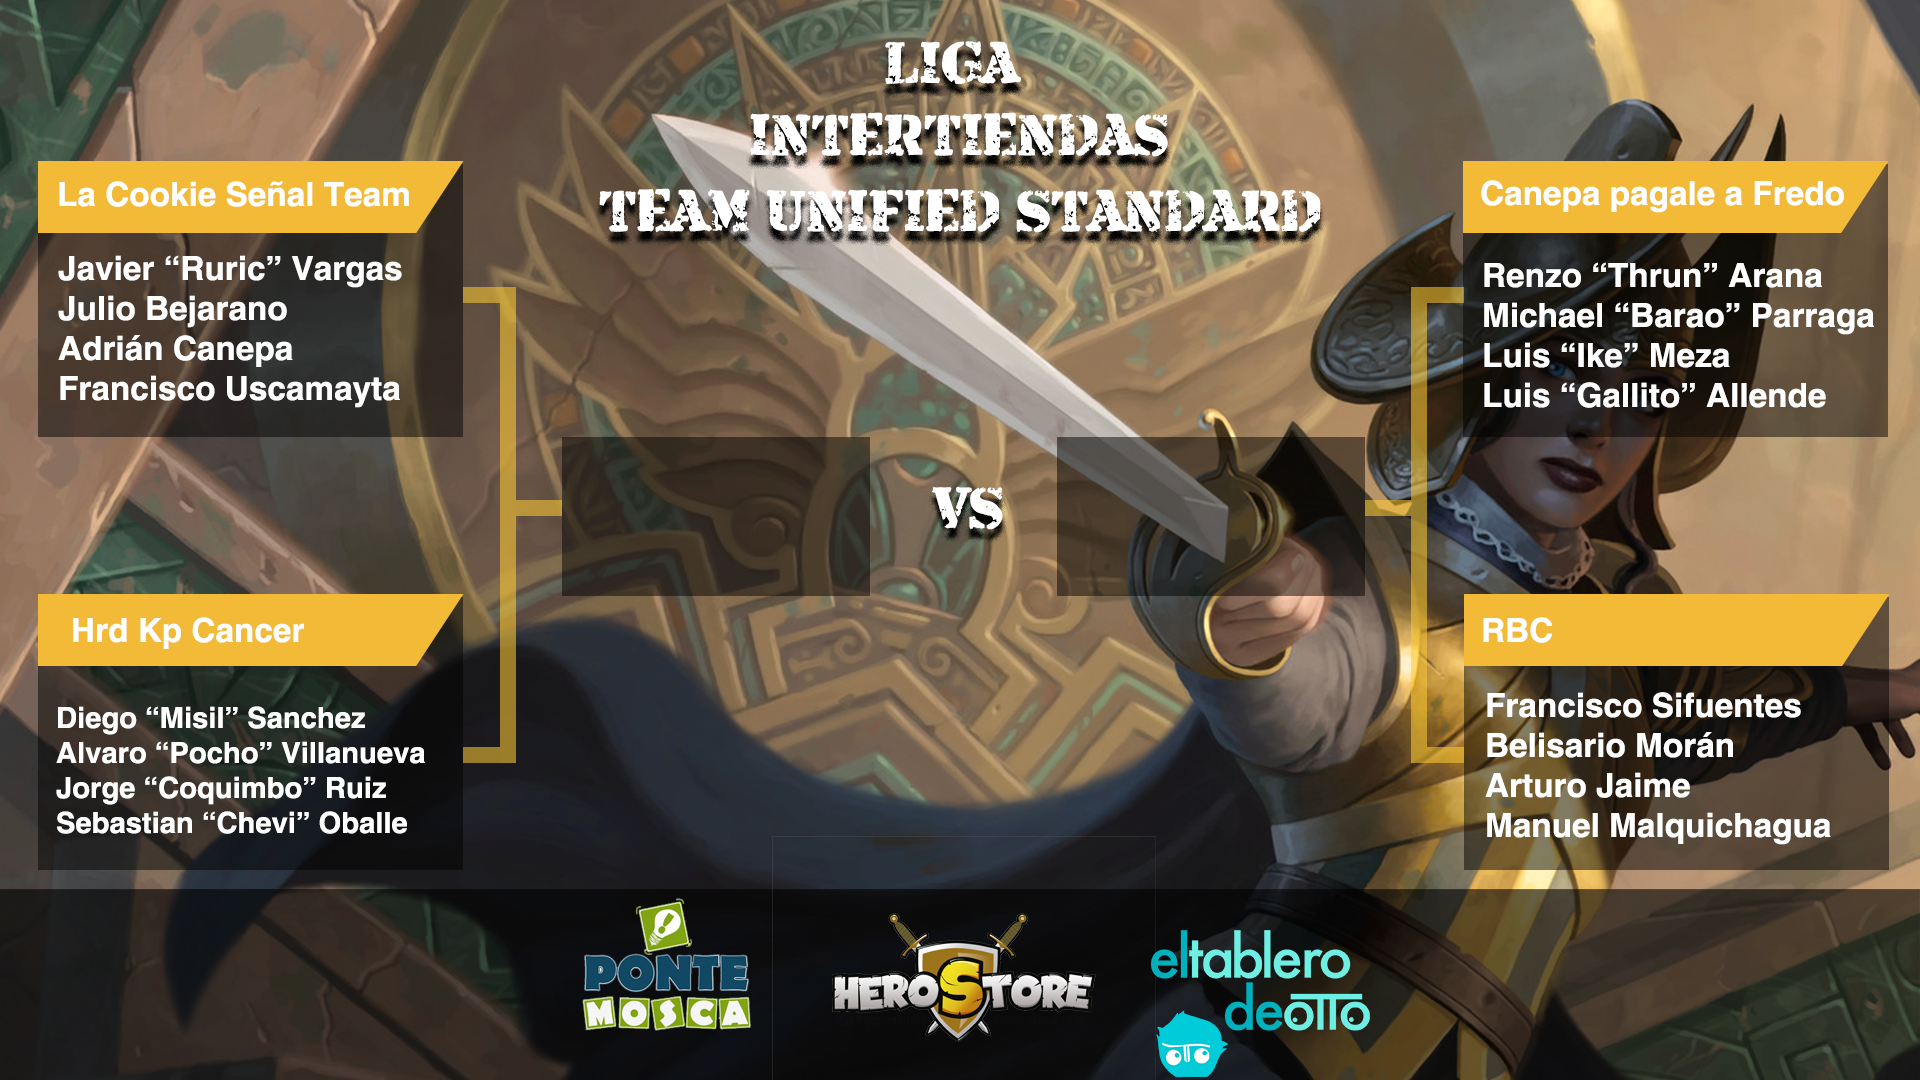 LIGA
INTERTIENDAS
TEAM UNIFIED STANDARD
La Cookie Señal Team
Javier “Ruric” Vargas
Julio Bejarano
Adrián Canepa
Francisco Uscamayta
Canepa pagale a Fredo
Renzo “Thrun” Arana
Michael “Barao” Parraga
Luis “Ike” Meza
Luis “Gallito” Allende
VS
Hrd Kp Cancer
Diego “Misil” Sanchez
Alvaro “Pocho” Villanueva
Jorge “Coquimbo” Ruiz
Sebastian “Chevi” Oballe
RBC
Francisco Sifuentes
Belisario Morán
Arturo Jaime
Manuel Malquichagua
PONTE
MOSCA
HEROSTORE
eltablero
deOTTO